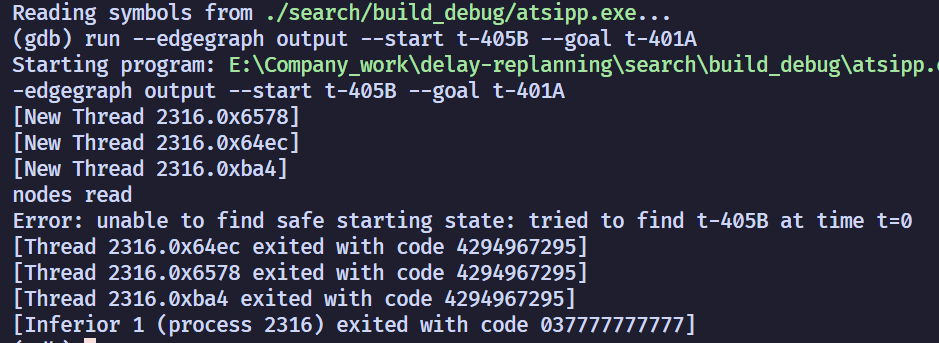 Reading symbols from ./search/build_debug/atsipp.exe...
(gdb) run --edgegraph output --start t-405B --goal t-401A
Starting program: E:\Company_work\delay-replanning\search\build_debug\atsipp.
-edgegraph output --start t-405B --goal t-401A
[New Thread 2316.0x6578]
[New Thread 2316.0x64ec]
[New Thread 2316.0xba4]
nodes read
Error: unable to find safe starting state: tried to find t-405B at time t=0
[Thread 2316.0x64ec exited with code 4294967295]
[Thread 2316.0x6578 exited with code 4294967295]
[Thread 2316.0xba4 exited with code 4294967295]
[Inferior 1 (process 2316) exited with code 037777777777]